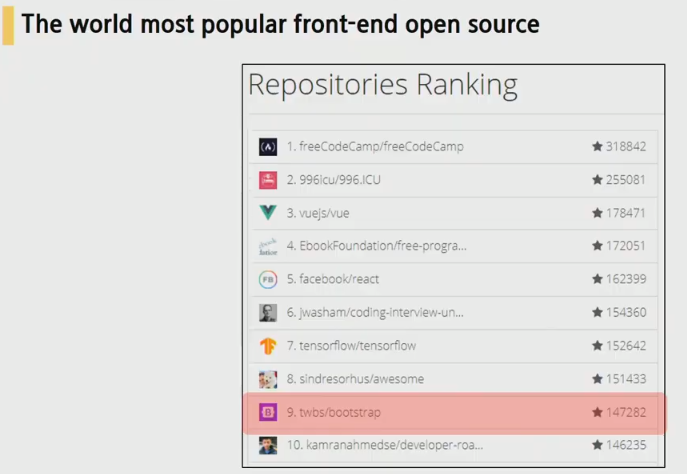 The world most popular front-end open source
Repositories Ranking
1. freeCodeCamp/freeCodeCamp 318842
2. 996icu/996.ICU 255081
3. vuejs/vue 178471
4. EbookFoundation/free-progra... 172051
FB 5. facebook/react 162399
6. jwasham/coding-interview-un... 154360
7. tensorflow/tensorflow 152642
8. sindresorhus/awesome 151433
B 9. twbs/bootstrap 147282
10. kamranahmedse/developer-roa... 146235